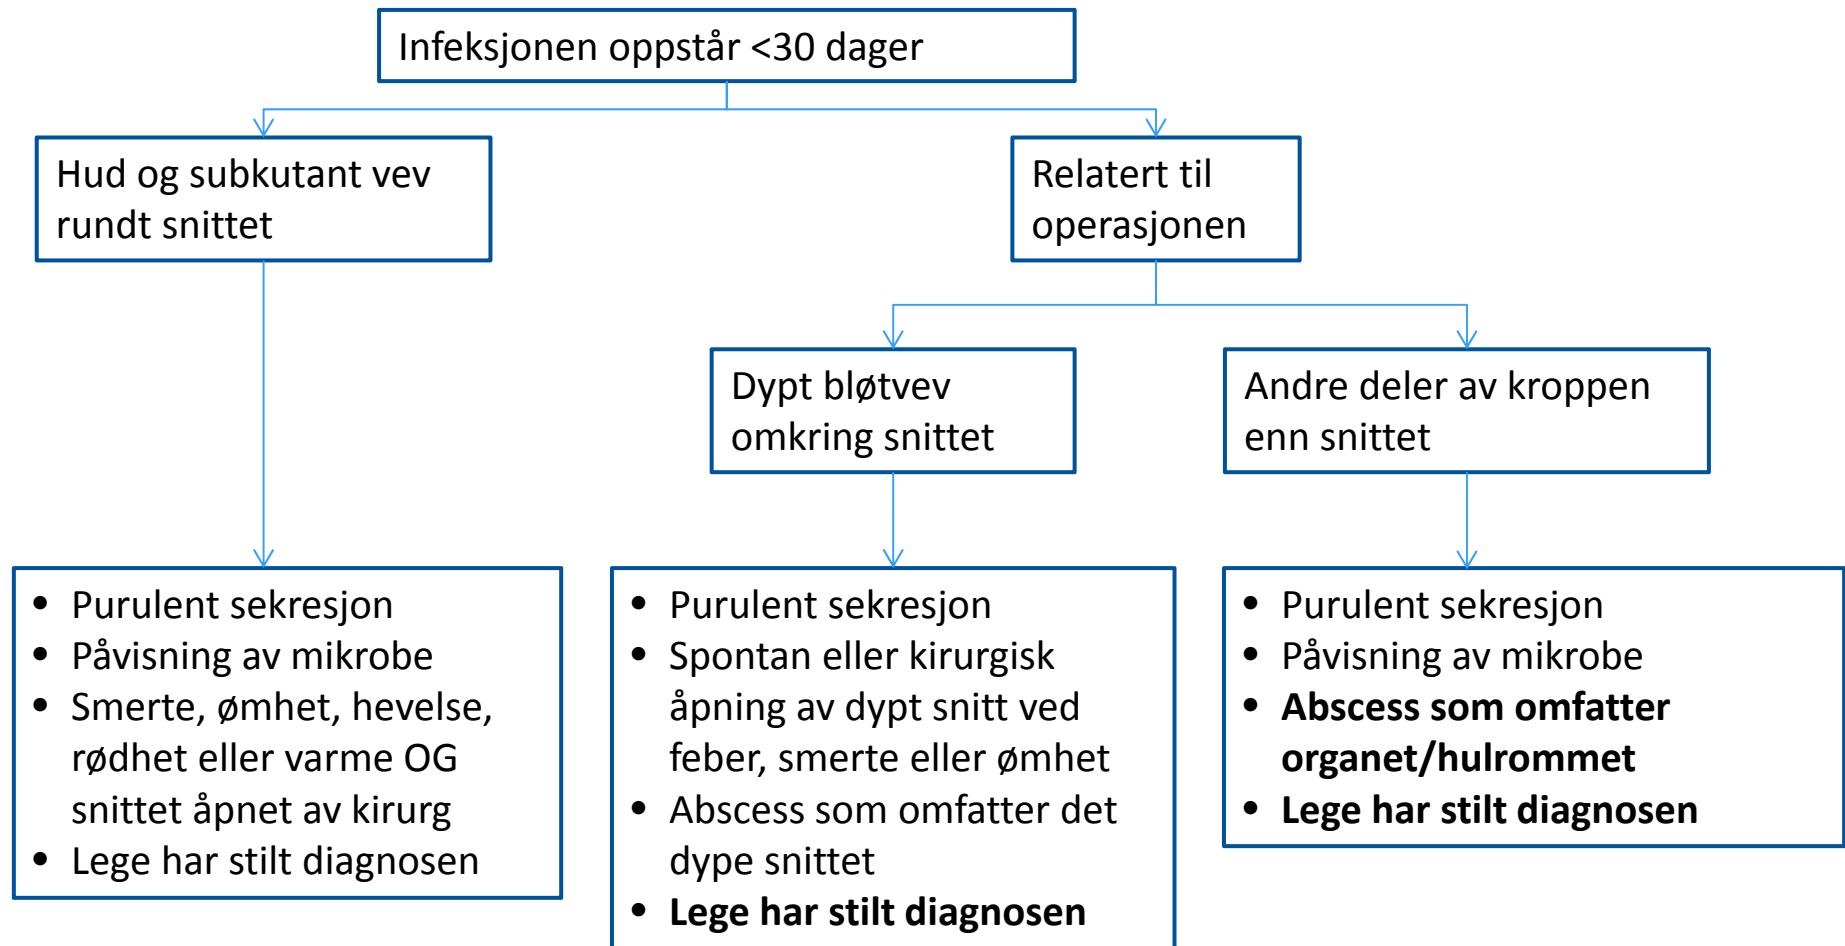 Infeksjonen oppstår <30 dager
Hud og subkutant vev
rundt snittet
Relatert til
operasjonen
Dypt bløtvev
omkring snittet
Andre deler av kroppen
enn snittet
• Purulent sekresjon
• Påvisning av mikrobe
• Smerte, ømhet, hevelse,
rødhet eller varme OG
snittet åpnet av kirurg
• Lege har stilt diagnosen
• Purulent sekresjon
• Spontan eller kirurgisk
åpning av dypt snitt ved
feber, smerte eller ømhet
• Abscess som omfatter det
dype snittet
• Lege har stilt diagnosen
• Purulent sekresjon
• Påvisning av mikrobe
• Abscess som omfatter
organet/hulrommet
• Lege har stilt diagnosen